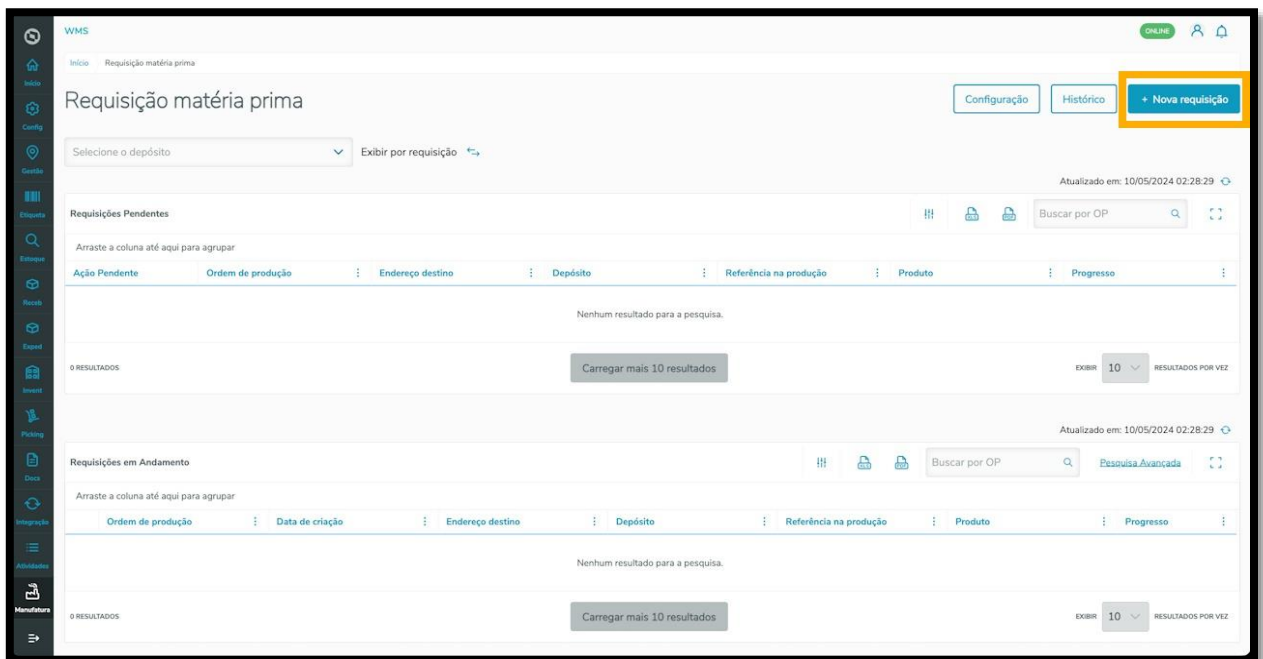 WMS
ONLINE
Início
Requisição matéria prima
Requisição matéria prima
Configuração
Histórico
+ Nova requisição
Selecione o depósito
Exibir por requisição
Atualizado em: 10/05/2024 02:28:29
Requisições Pendentes
XLS
PDF
Buscar por OP
Arraste a coluna até aqui para agrupar
Ação Pendente
Ordem de produção
Endereço destino
Depósito
Referência na produção
Produto
Progresso
Nenhum resultado para a pesquisa.
0 RESULTADOS
Carregar mais 10 resultados
EXIBIR 10 RESULTADOS POR VEZ
Atualizado em: 10/05/2024 02:28:29
Requisições em Andamento
XLS
PDF
Buscar por OP
Pesquisa Avançada
Arraste a coluna até aqui para agrupar
Ordem de produção
Data de criação
Endereço destino
Depósito
Referência na produção
Produto
Progresso
Nenhum resultado para a pesquisa.
0 RESULTADOS
Carregar mais 10 resultados
EXIBIR 10 RESULTADOS POR VEZ
Início
Config
Gestão
Etiqueta
Estoque
Receb
Exped
Invent
Picking
Docs
Integração
Atividades
Manufatura